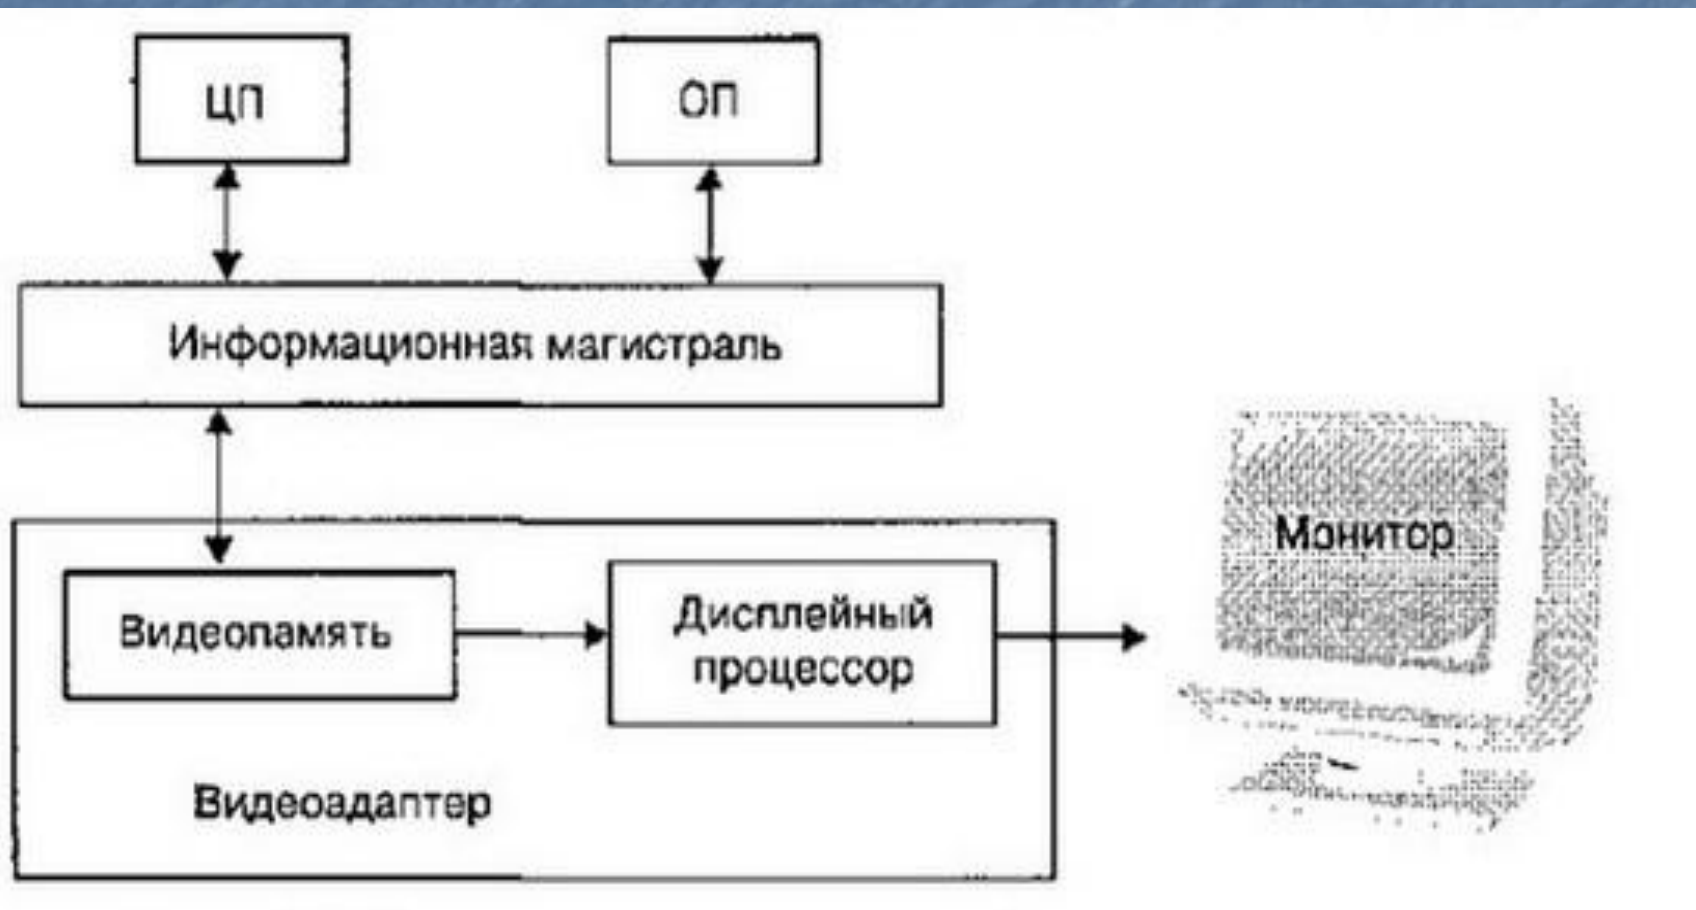 ЦП
ОП
Информационная магистраль
Монитор
Видеопамять
Дисплейный
процессор
Видеоадаптер